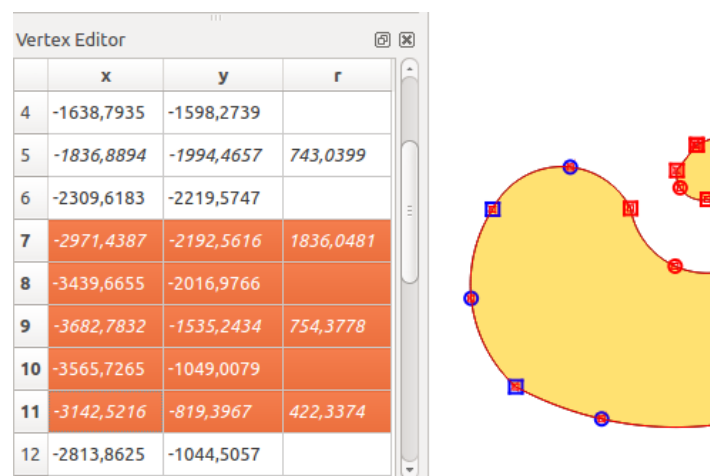 Vertex Editor
x y r
4 -1638,7935 -1598,2739
5 -1836,8894 -1994,4657 743,0399
6 -2309,6183 -2219,5747
7 -2971,4387 -2192,5616 1836,0481
8 -3439,6655 -2016,9766
9 -3682,7832 -1535,2434 754,3778
10 -3565,7265 -1049,0079
11 -3142,5216 -819,3967 422,3374
12 -2813,8625 -1044,5057